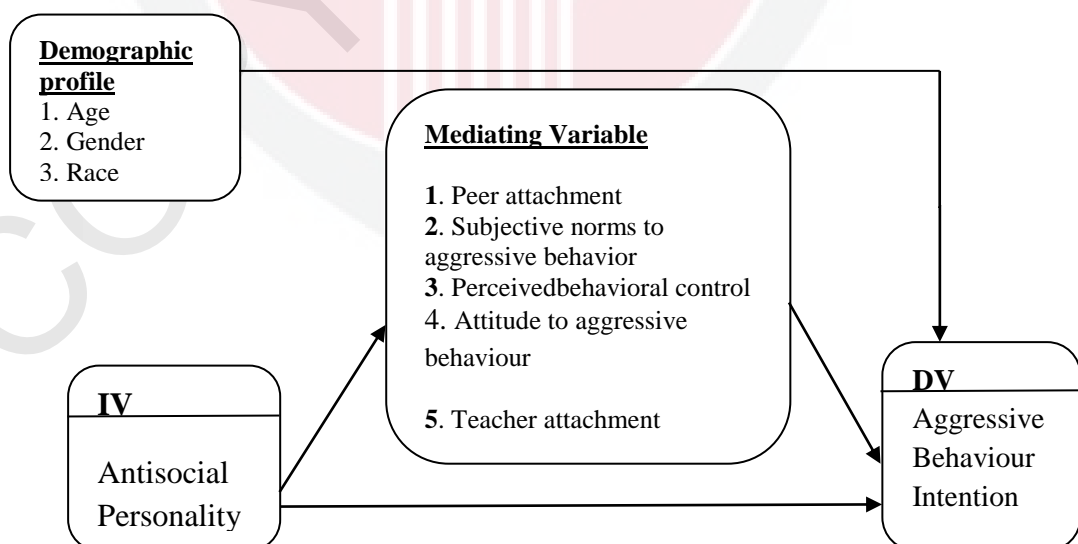 Demographic
profile
1. Age
2. Gender
3. Race
Mediating Variable
1. Peer attachment
2. Subjective norms to
aggressive behavior
3. Perceivedbehavioral control
4. Attitude to aggressive
behaviour
5. Teacher attachment
IV
Antisocial
Personality
DV
Aggressive
Behaviour
Intention